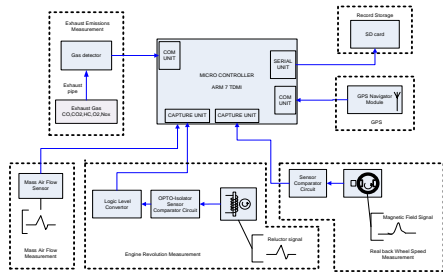 Exhaust Emissions
Measurement
Gas detector
Exhaust
pipe
Exhaust Gas
CO,CO2,HC,O2,Nox
COM
UNIT
MICRO CONTROLLER
ARM 7 TDMI
SERIAL
UNIT
COM
UNIT
CAPTURE UNIT
CAPTURE UNIT
Record Storage
SD card
GPS Navigator
Module
GPS
Mass Air Flow
Sensor
Mass Air Flow
Measurement
Logic Level
Convertor
OPTO-Isolator
Sensor
Comparator Circuit
Reluctor signal
Engine Revolution Measurement
Sensor
Comparator
Circuit
Magnetic Field Signal
Real back Wheel Speed
Measurement